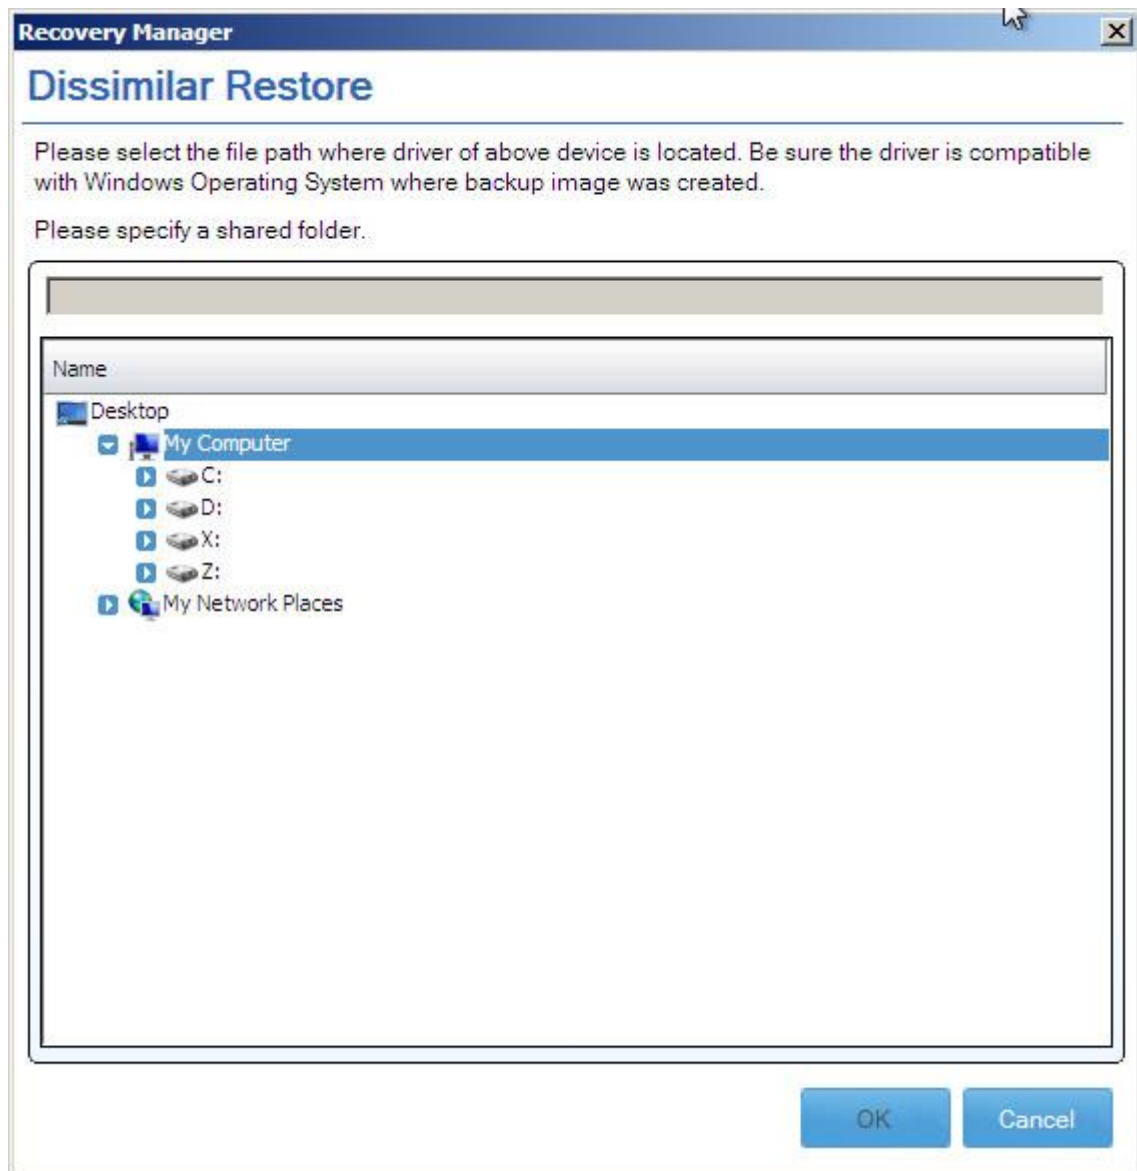 Recovery Manager
Dissimilar Restore
Please select the file path where driver of above device is located. Be sure the driver is compatible
with Windows Operating System where backup image was created.
Please specify a shared folder.
Name
Desktop
My Computer
C:
D:
X:
Z:
My Network Places
OK
Cancel